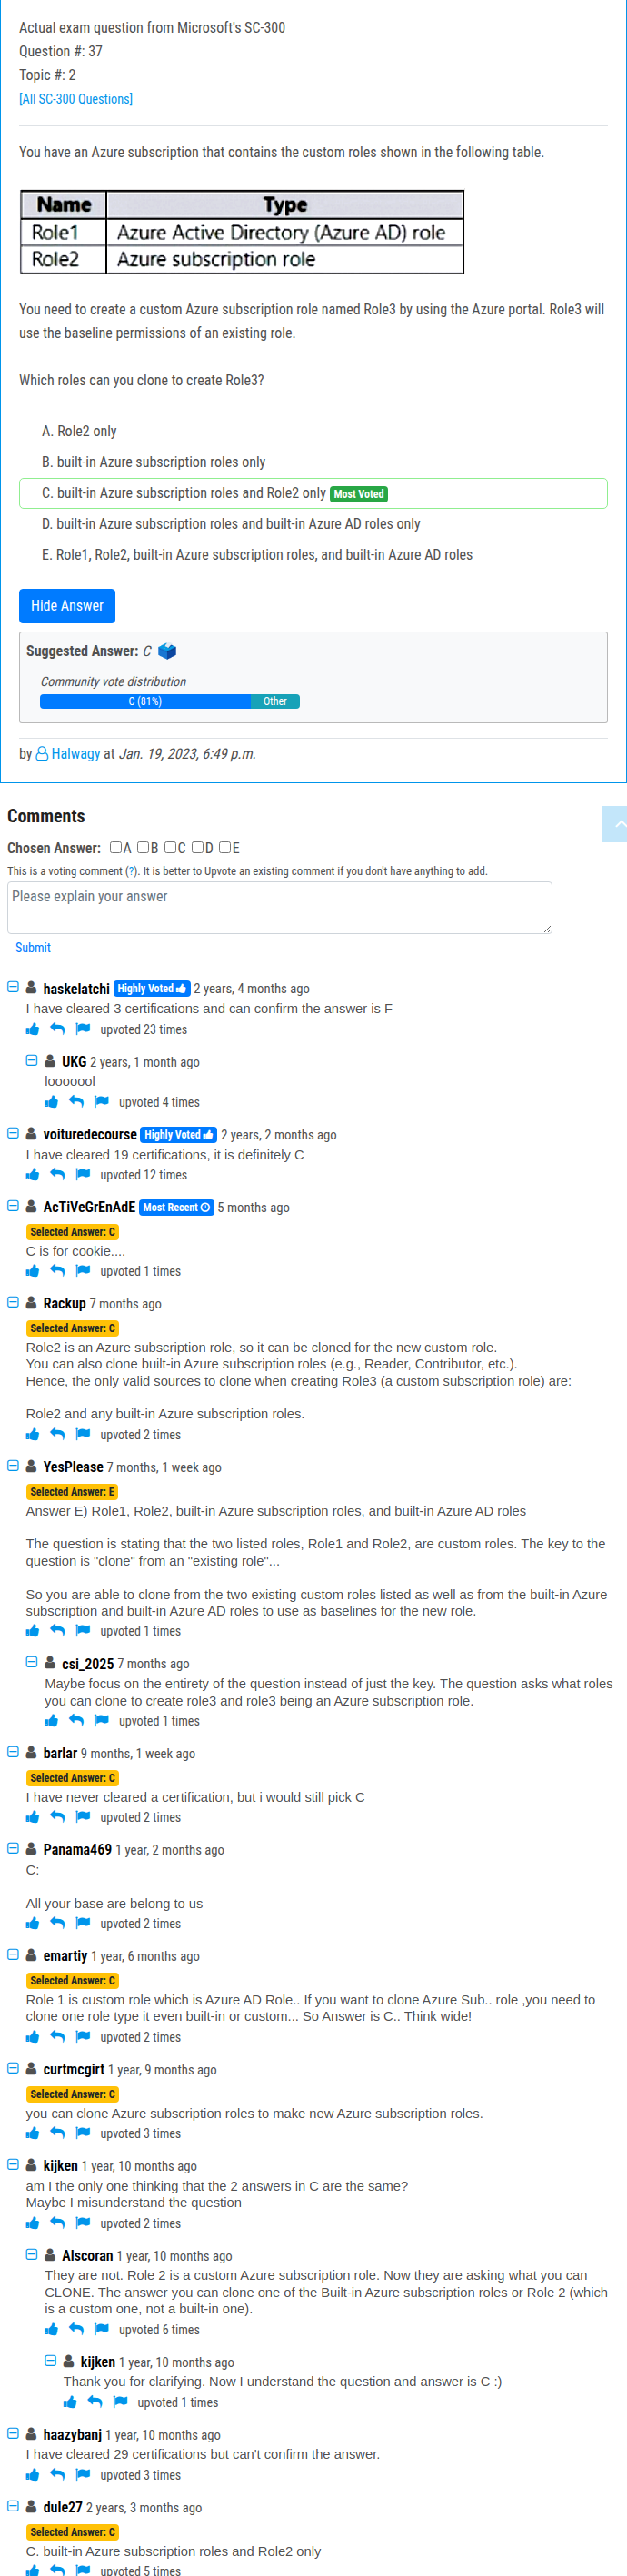 Actual exam question from Microsoft's SC-300
Question #: 37
Topic #: 2
[All SC-300 Questions]
You have an Azure subscription that contains the custom roles shown in the following table.
Name Type
Role1 Azure Active Directory (Azure AD) role
Role2 Azure subscription role
You need to create a custom Azure subscription role named Role3 by using the Azure portal. Role3 will
use the baseline permissions of an existing role.
Which roles can you clone to create Role3?
A. Role2 only
B. built-in Azure subscription roles only
C. built-in Azure subscription roles and Role2 only Most Voted
D. built-in Azure subscription roles and built-in Azure AD roles only
E. Role1, Role2, built-in Azure subscription roles, and built-in Azure AD roles
Hide Answer
Suggested Answer: C
Community vote distribution
C (81%) Other
by Halwagy at Jan. 19, 2023, 6:49 p.m.
Comments
Chosen Answer: A B C D E
This is a voting comment (?). It is better to Upvote an existing comment if you don't have anything to add.
Please explain your answer
Submit
haskelatchi Highly Voted 2 years, 4 months ago
I have cleared 3 certifications and can confirm the answer is F
upvoted 23 times
UKG 2 years, 1 month ago
looooool
upvoted 4 times
voituredecourse Highly Voted 2 years, 2 months ago
I have cleared 19 certifications, it is definitely C
upvoted 12 times
AcTiVeGrEnAdE Most Recent 5 months ago
Selected Answer: C
C is for cookie....
upvoted 1 times
Rackup 7 months ago
Selected Answer: C
Role2 is an Azure subscription role, so it can be cloned for the new custom role.
You can also clone built-in Azure subscription roles (e.g., Reader, Contributor, etc.).
Hence, the only valid sources to clone when creating Role3 (a custom subscription role) are:
Role2 and any built-in Azure subscription roles.
upvoted 2 times
YesPlease 7 months, 1 week ago
Selected Answer: E
Answer E) Role1, Role2, built-in Azure subscription roles, and built-in Azure AD roles
The question is stating that the two listed roles, Role1 and Role2, are custom roles. The key to the
question is "clone" from an "existing role"...
So you are able to clone from the two existing custom roles listed as well as from the built-in Azure
subscription and built-in Azure AD roles to use as baselines for the new role.
upvoted 1 times
csi_2025 7 months ago
Maybe focus on the entirety of the question instead of just the key. The question asks what roles
you can clone to create role3 and role3 being an Azure subscription role.
upvoted 1 times
barlar 9 months, 1 week ago
Selected Answer: C
I have never cleared a certification, but i would still pick C
upvoted 2 times
Panama469 1 year, 2 months ago
C:
All your base are belong to us
upvoted 2 times
emartiy 1 year, 6 months ago
Selected Answer: C
Role 1 is custom role which is Azure AD Role.. If you want to clone Azure Sub.. role ,you need to
clone one role type it even built-in or custom... So Answer is C.. Think wide!
upvoted 2 times
curtmcgirt 1 year, 9 months ago
Selected Answer: C
you can clone Azure subscription roles to make new Azure subscription roles.
upvoted 3 times
kijken 1 year, 10 months ago
am I the only one thinking that the 2 answers in C are the same?
Maybe I misunderstand the question
upvoted 2 times
Alscoran 1 year, 10 months ago
They are not. Role 2 is a custom Azure subscription role. Now they are asking what you can
CLONE. The answer you can clone one of the Built-in Azure subscription roles or Role 2 (which
is a custom one, not a built-in one).
upvoted 6 times
kijken 1 year, 10 months ago
Thank you for clarifying. Now I understand the question and answer is C :)
upvoted 1 times
haazybanj 1 year, 10 months ago
I have cleared 29 certifications but can't confirm the answer.
upvoted 3 times
dule27 2 years, 3 months ago
Selected Answer: C
C. built-in Azure subscription roles and Role2 only
upvoted 5 times